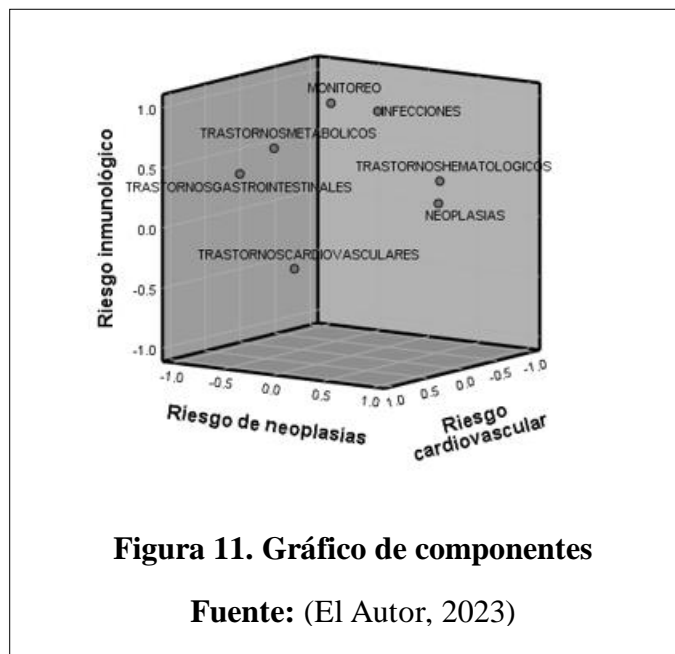 MONITOREO
INFECCIONES
TRASTORNOSMETABOLICOS
TRASTORNOSHEMATOLOGICOS
TRASTORNOSGASTROINTESTINALES
NEOPLASIAS
TRASTORNOSCARDIOVASCULARES
Riesgo inmunológico
1.0
0.5
0.0
-0.5
-1.0
-1.0 -0.5 0.0 0.5 1.0
1.0 0.5 0.0 -0.5 -1.0
Riesgo de neoplasias
Riesgo
cardiovascular
Figura 11. Gráfico de componentes
Fuente: (El Autor, 2023)